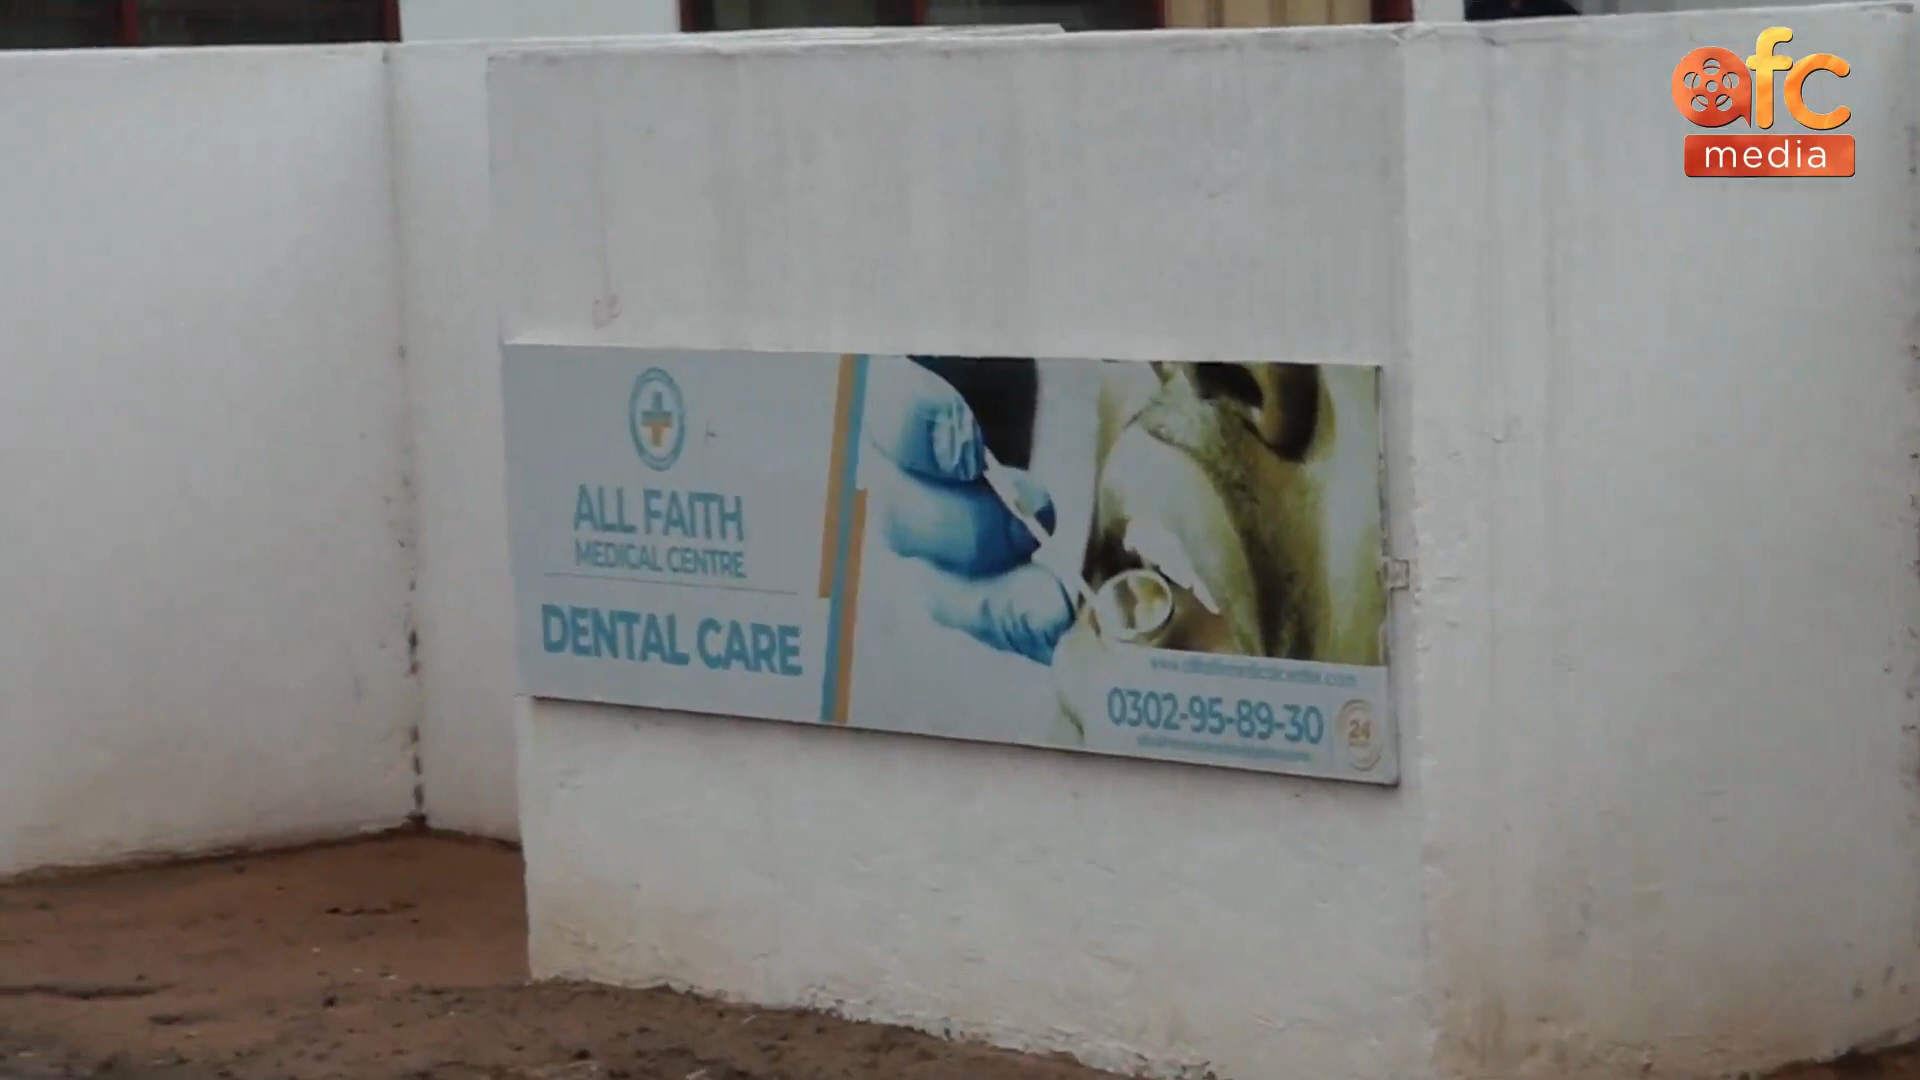 afc
media
ALL FAITH
MEDICAL CENTRE
DENTAL CARE
0302-95-89-30
24